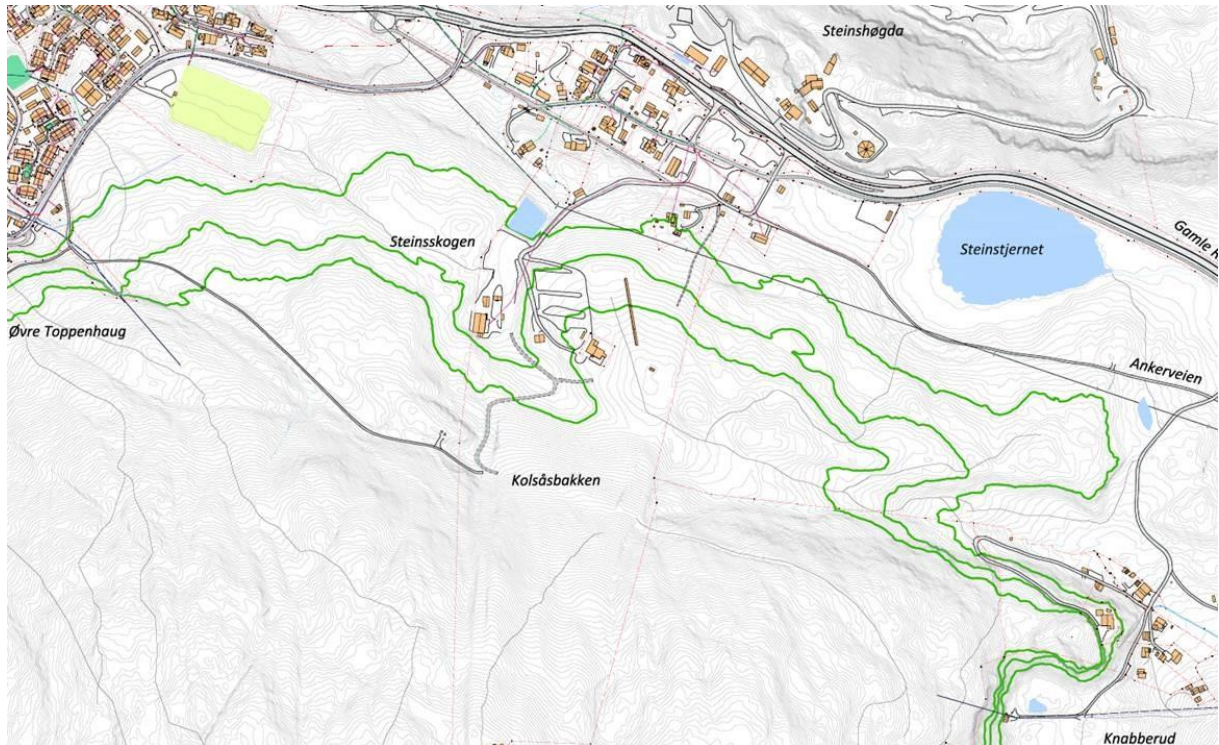 Steinshøgda
Gamle R
Steinsskogen
Steinstjernet
Øvre Toppenhaug
Ankerveien
Kolsåsbakken
Knabberud